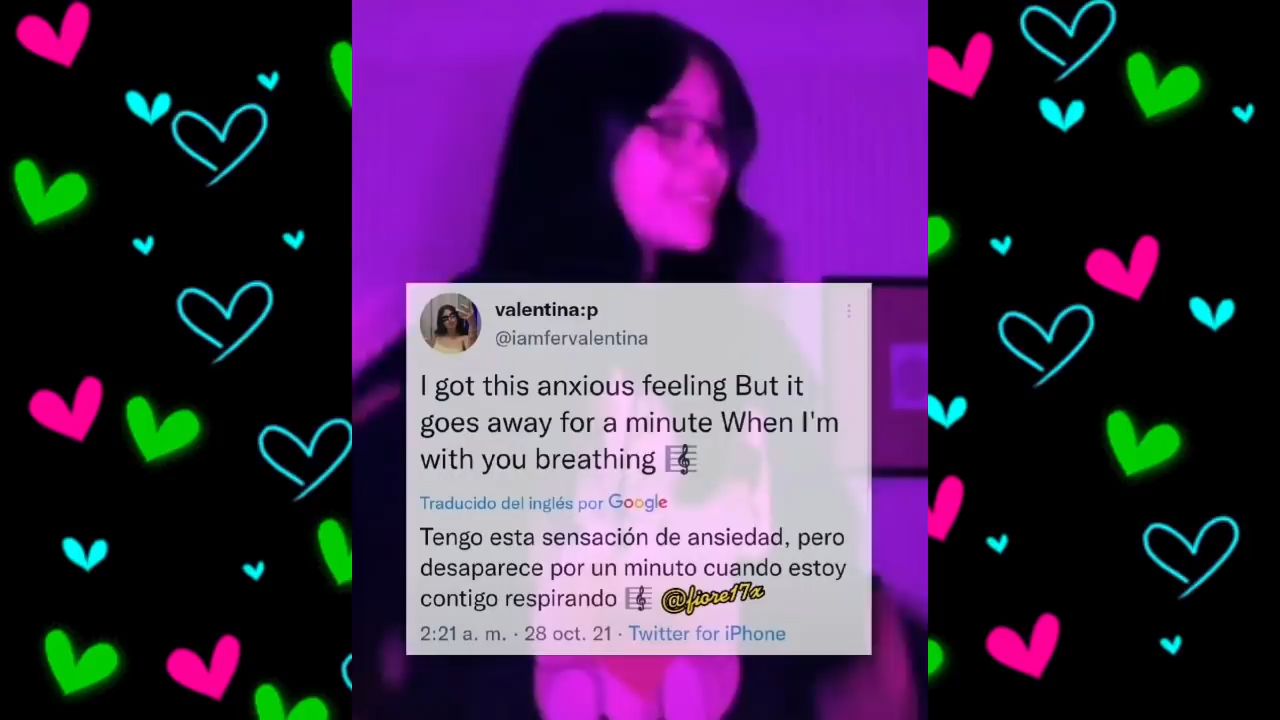 valentina:p
@iamfervalentina
I got this anxious feeling But it
goes away for a minute When I'm
with you breathing 🎼
Traducido del inglés por Google
Tengo esta sensación de ansiedad, pero
desaparece por un minuto cuando estoy
contigo respirando 🎼 @fiore17x
2:21 a. m. · 28 oct. 21 · Twitter for iPhone